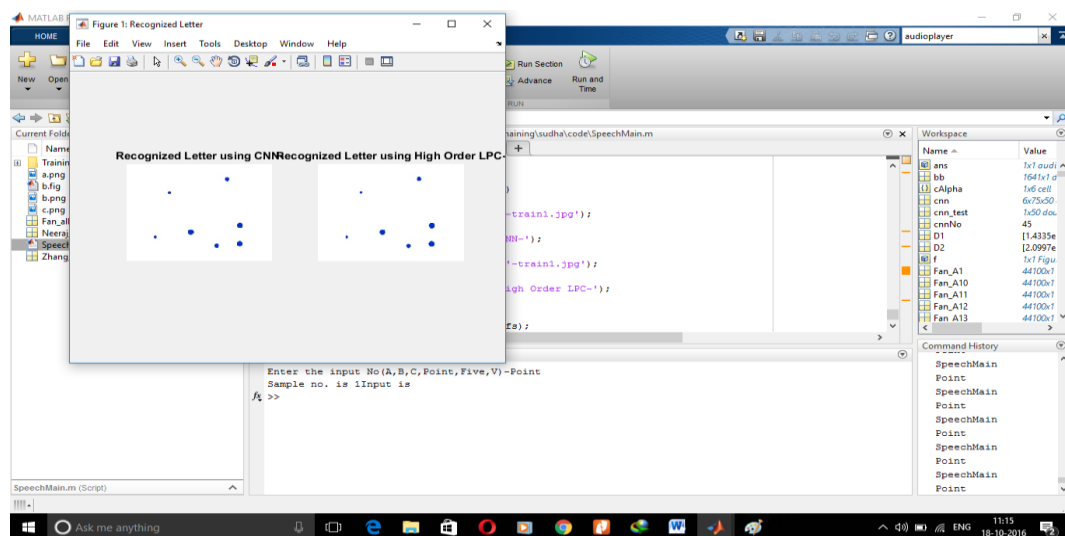 MATLAB
Figure 1: Recognized Letter
HOME
audioplayer
File Edit View Insert Tools Desktop Window Help
New Open
Run Section
Advance
Run and Time
RUN
Current Folde
aining\sudha\code\SpeechMain.m
Workspace
Name
Trainin
a.png
b.fig
b.png
c.png
Fan_all
Neeraj
Speech
Zhang
Recognized Letter using CNN
Recognized Letter using High Order LPC-
)
-train1.jpg');
NN-');
'-train1.jpg');
igh Order LPC-');
fs);
Name Value
ans 1x1 audi
bb 1641x1 d
cAlpha 1x6 cell
cnn 6x75x50
cnn_test 1x50 dou
cnnNo 45
D1 [1.4335e
D2 [2.0997e
f 1x1 Figu
Fan_A1 44100x1
Fan_A10 44100x1
Fan_A11 44100x1
Fan_A12 44100x1
Fan_A13 44100x1
Enter the input No(A,B,C,Point,Five,V)-Point
Sample no. is 1Input is
fx >>
Command History
SpeechMain
Point
SpeechMain
Point
SpeechMain
Point
SpeechMain
Point
SpeechMain
Point
SpeechMain.m (Script)
Ask me anything
ENG
11:15
18-10-2016
2